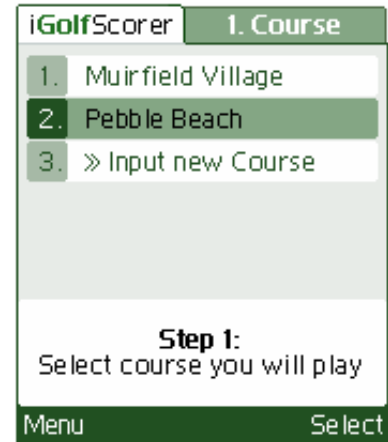 iGolfScorer 1. Course
1. Muirfield Village
2. Pebble Beach
3. » Input new Course
Step 1:
Select course you will play
Menu Select